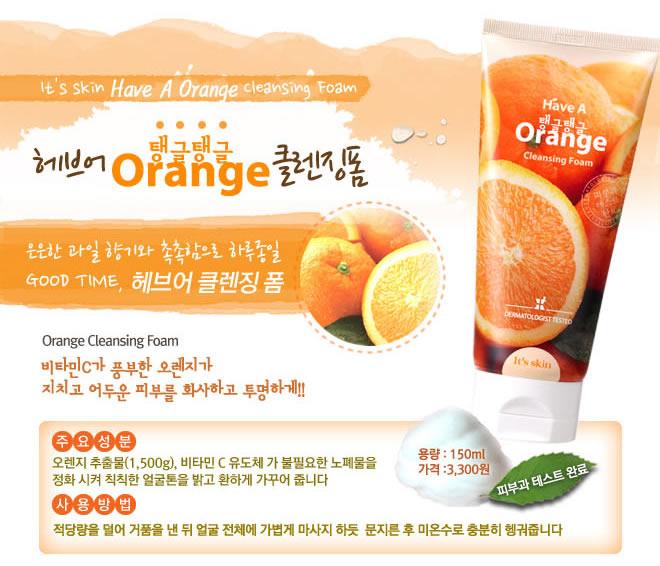 It's skin Have A Orange cleansing Foam
탱글탱글
헤브어 Orange 클렌징폼
은은한 과일 향기와 촉촉함으로 하루종일
GOOD TIME, 헤브어 클렌징 폼
Orange Cleansing Foam
비타민C가 풍부한 오렌지가
지치고 어두운 피부를 화사하고 투명하게!!
Have A
탱글탱글
Orange
Cleansing Foam
DERMATOLOGIST TESTED
It's skin
주요성분
오렌지 추출물(1,500g), 비타민 C 유도체 가 불필요한 노폐물을
정화 시켜 칙칙한 얼굴톤을 밝고 환하게 가꾸어 줍니다
용량 : 150ml
가격 :3,300원
피부과 테스트 완료
사용방법
적당량을 덜어 거품을 낸 뒤 얼굴 전체에 가볍게 마사지 하듯 문지른 후 미온수로 충분히 헹궈줍니다